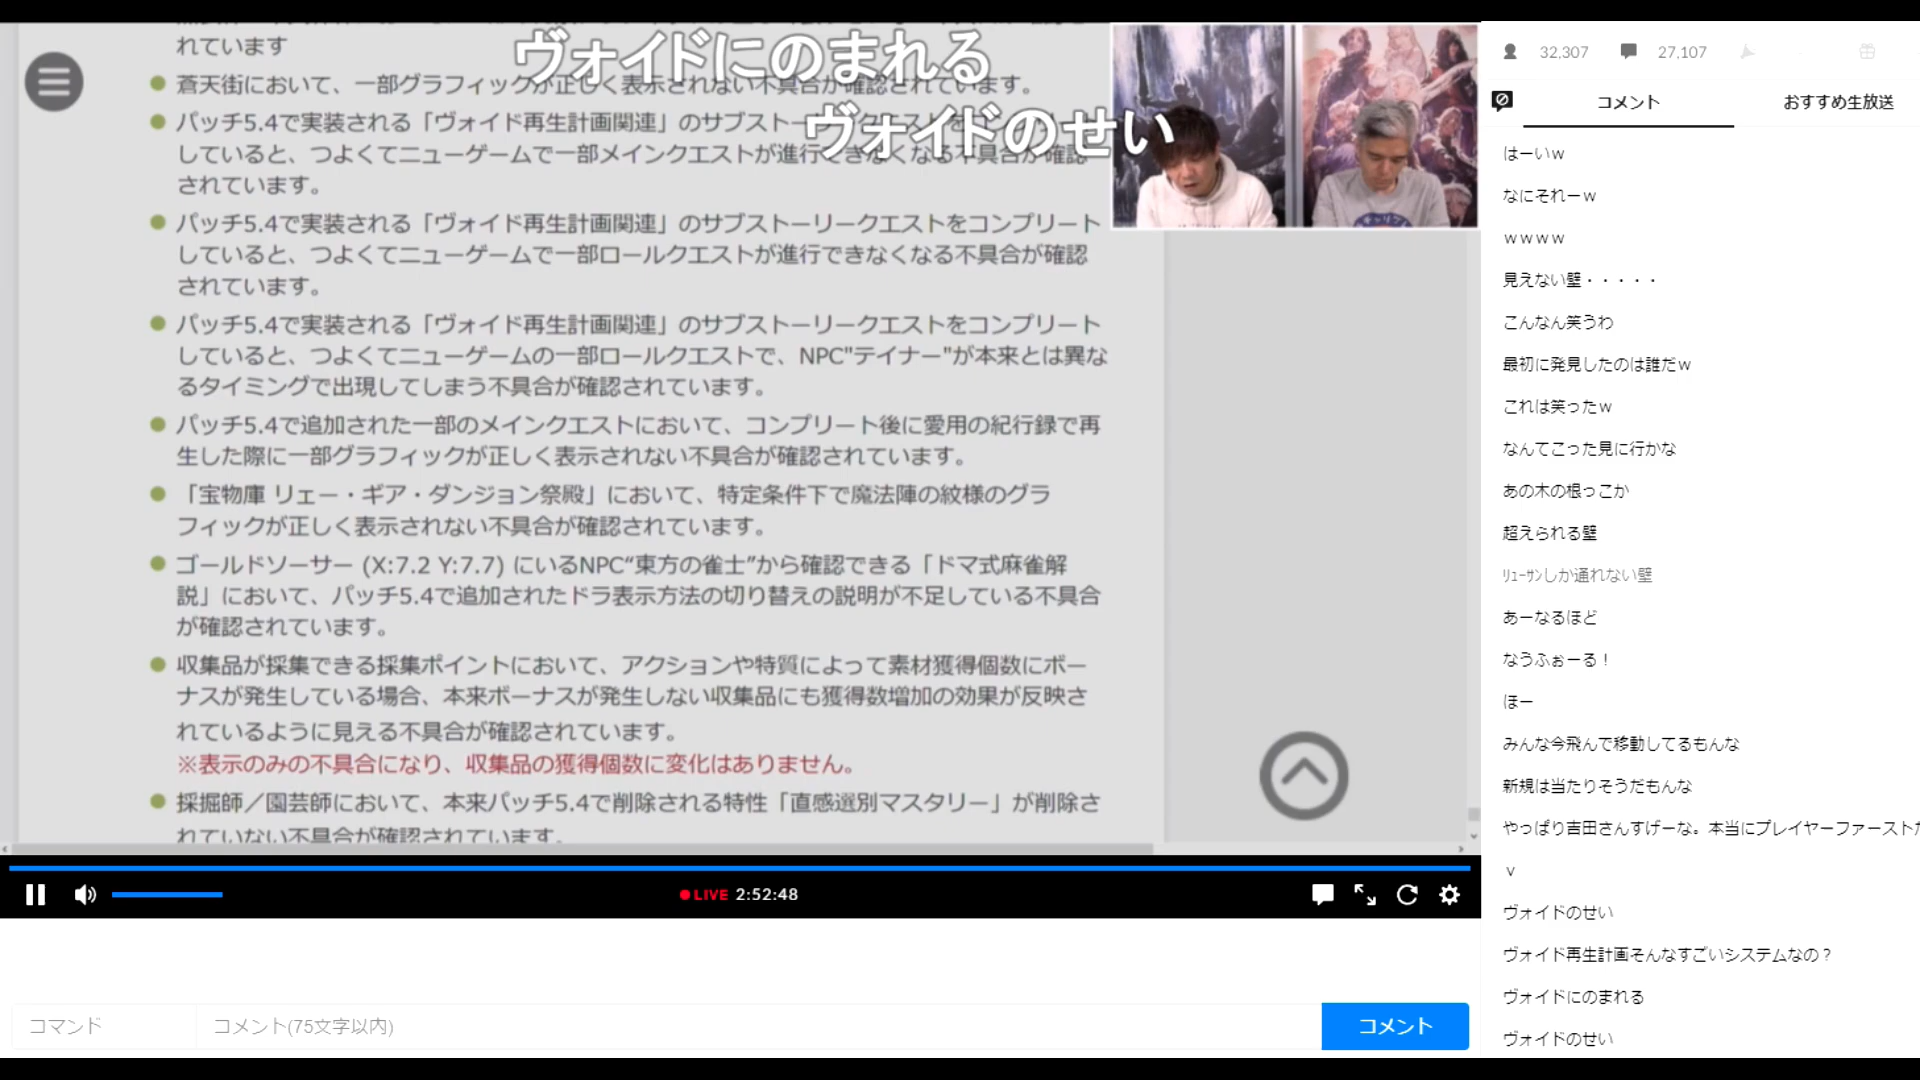 れています
ヴォイドにのまれる
蒼天街において、一部グラフィックが正しく表示されない不具合が確認されています。
ヴォイドのせい
パッチ5.4で実装される「ヴォイド再生計画関連」のサブストーリークエストをコンプリート
していると、つよくてニューゲームで一部メインクエストが進行できなくなる不具合が確認
されています。
パッチ5.4で実装される「ヴォイド再生計画関連」のサブストーリークエストをコンプリート
していると、つよくてニューゲームで一部ロールクエストが進行できなくなる不具合が確認
されています。
パッチ5.4で実装される「ヴォイド再生計画関連」のサブストーリークエストをコンプリート
していると、つよくてニューゲームの一部ロールクエストで、NPC"テイナー"が本来とは異な
るタイミングで出現してしまう不具合が確認されています。
パッチ5.4で追加された一部のメインクエストにおいて、コンプリート後に愛用の紀行録で再
生した際に一部グラフィックが正しく表示されない不具合が確認されています。
「宝物庫 リェー・ギア・ダンジョン祭殿」において、特定条件下で魔法陣の紋様のグラ
フィックが正しく表示されない不具合が確認されています。
ゴールドソーサー (X:7.2 Y:7.7) にいるNPC“東方の雀士”から確認できる「ドマ式麻雀解
説」において、パッチ5.4で追加されたドラ表示方法の切り替えの説明が不足している不具合
が確認されています。
収集品が採集できる採集ポイントにおいて、アクションや特質によって素材獲得個数にボー
ナスが発生している場合、本来ボーナスが発生しない収集品にも獲得数増加の効果が反映さ
れているように見える不具合が確認されています。
※表示のみの不具合になり、収集品の獲得個数に変化はありません。
採掘師／園芸師において、本来パッチ5.4で削除される特性「直感選別マスタリー」が削除さ
れていない不具合が確認されています。
LIVE 2:52:48
コマンド
コメント(75文字以内)
コメント
32,307 27,107
コメント おすすめ生放送
はーいｗ
なにそれーｗ
ｗｗｗｗ
見えない壁・・・・・
こんなん笑うわ
最初に発見したのは誰だｗ
これは笑ったｗ
なんてこった見に行かな
あの木の根っこか
超えられる壁
ﾘｭｰｻﾝしか通れない壁
あーなるほど
なうふぉーる！
ほー
みんな今飛んで移動してるもんな
新規は当たりそうだもんな
やっぱり吉田さんすげーな。本当にプレイヤーファースト
ｖ
ヴォイドのせい
ヴォイド再生計画そんなすごいシステムなの？
ヴォイドにのまれる
ヴォイドのせい